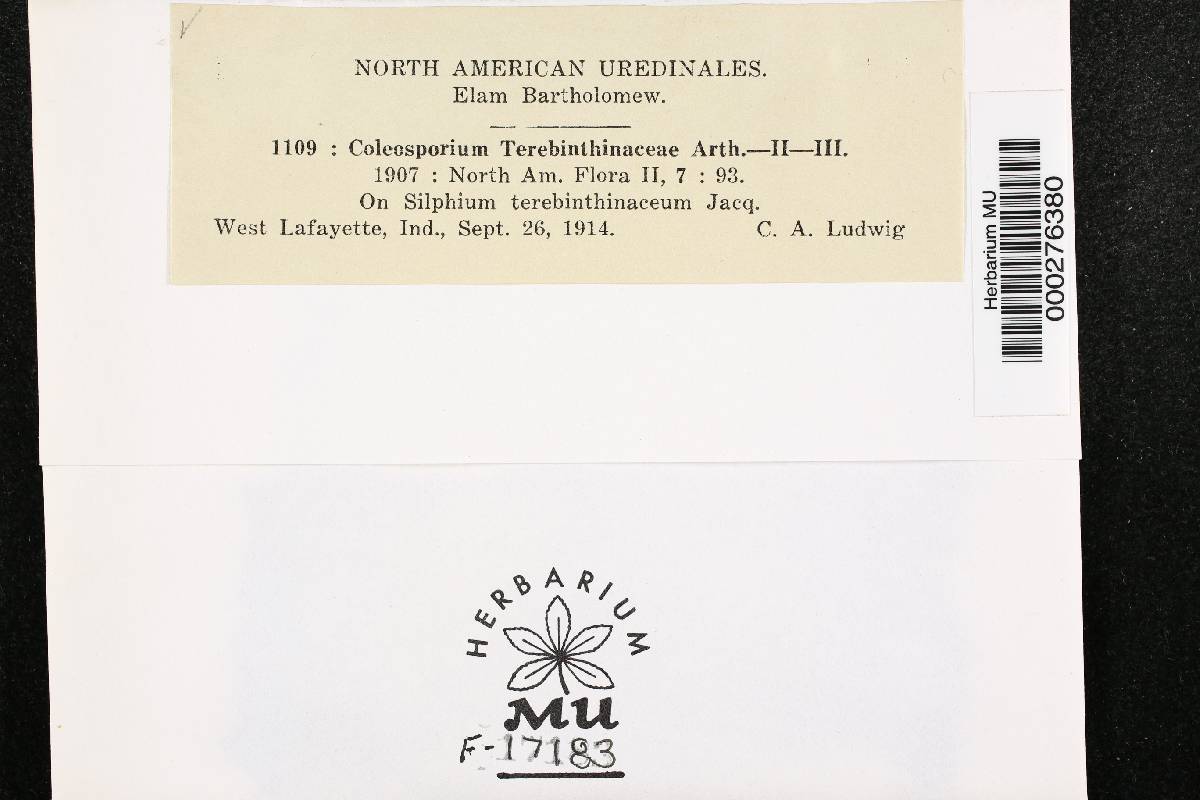 NORTH AMERICAN UREDINALES.
Elam Bartholomew.
1109 : Coleosporium Terebinthinaceae Arth.—II—III.
1907 : North Am. Flora II, 7 : 93.
On Silphium terebinthinaceum Jacq.
West Lafayette, Ind., Sept. 26, 1914. C. A. Ludwig
Herbarium MU
000276380
HERBARIUM
MU
F-17183